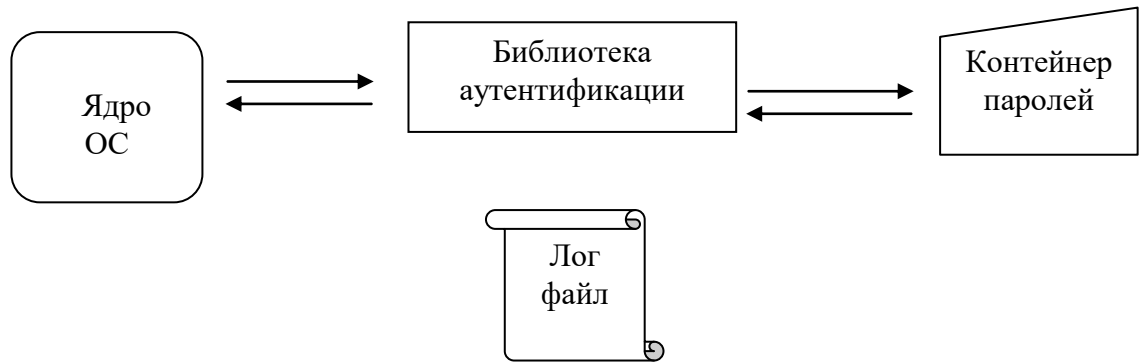 Ядро
ОС
Библиотека
аутентификации
Контейнер
паролей
Лог
файл